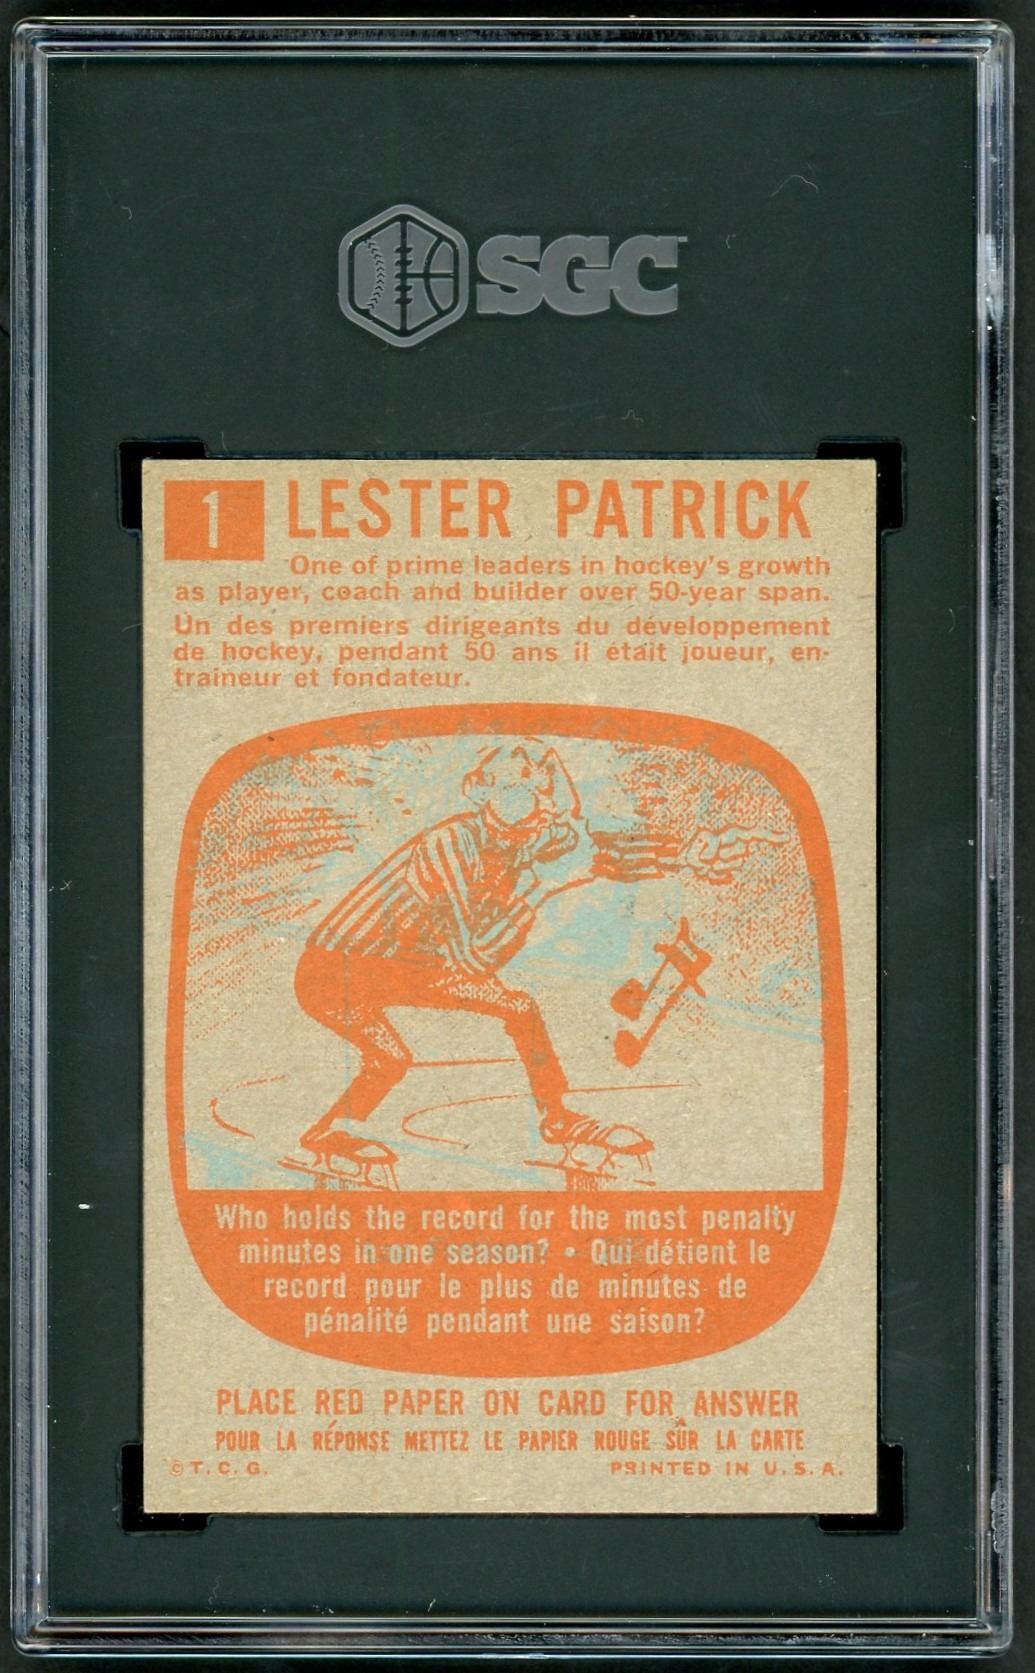 SGC
1 LESTER PATRICK
One of prime leaders in hockey's growth
as player, coach and builder over 50-year span.
Un des premiers dirigeants du développement
de hockey, pendant 50 ans il était joueur, en-
traineur et fondateur.
Who holds the record for the most penalty
minutes in one season? • Qui détient le
record pour le plus de minutes de
pénalité pendant une saison?
PLACE RED PAPER ON CARD FOR ANSWER
POUR LA RÉPONSE METTEZ LE PAPIER ROUGE SUR LA CARTE
© T. C. G. PRINTED IN U. S. A.